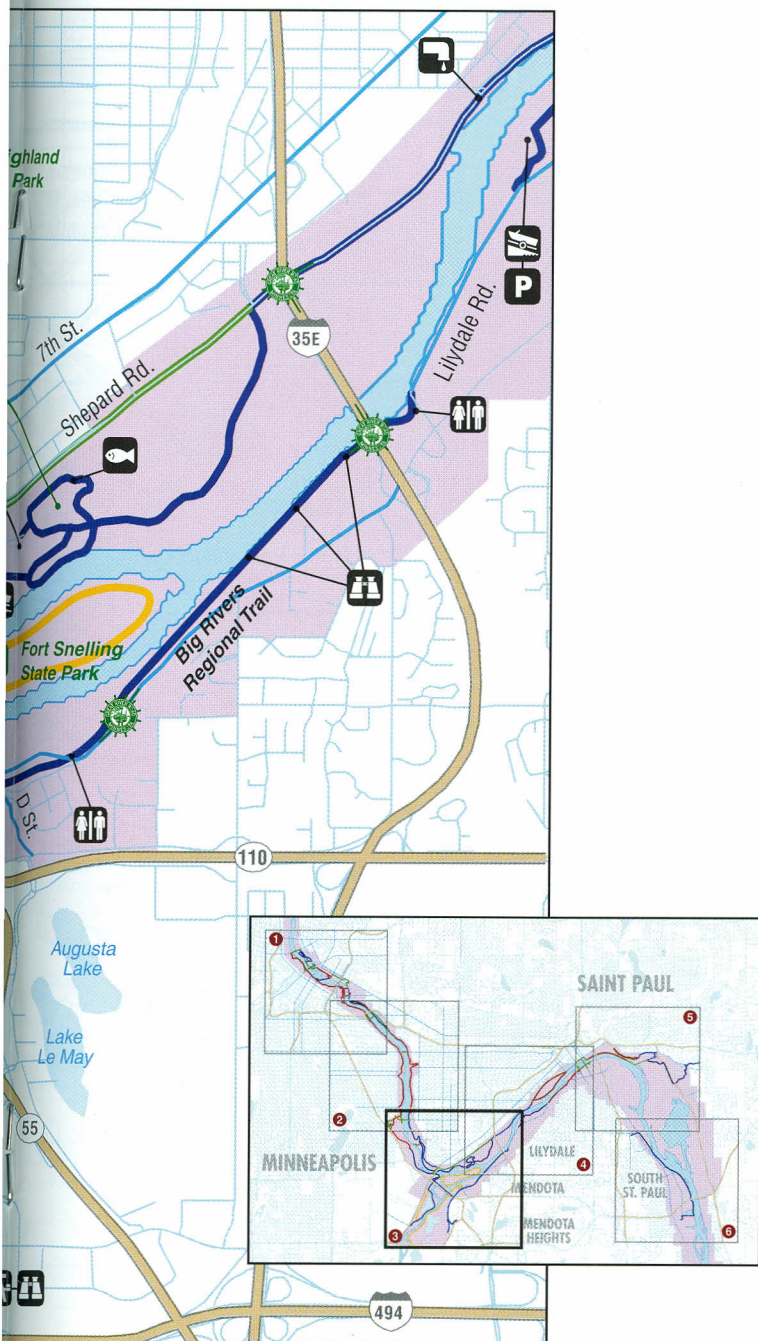 ighland
Park
7th St.
Shepard Rd.
35E
Lilydale Rd.
P
Big Rivers
Regional Trail
Fort Snelling
State Park
D St.
110
Augusta
Lake
Lake
Le May
55
494
1
SAINT PAUL
5
2
MINNEAPOLIS
LILYDALE
4
MENDOTA
SOUTH
ST. PAUL
3
MENDOTA
HEIGHTS
6